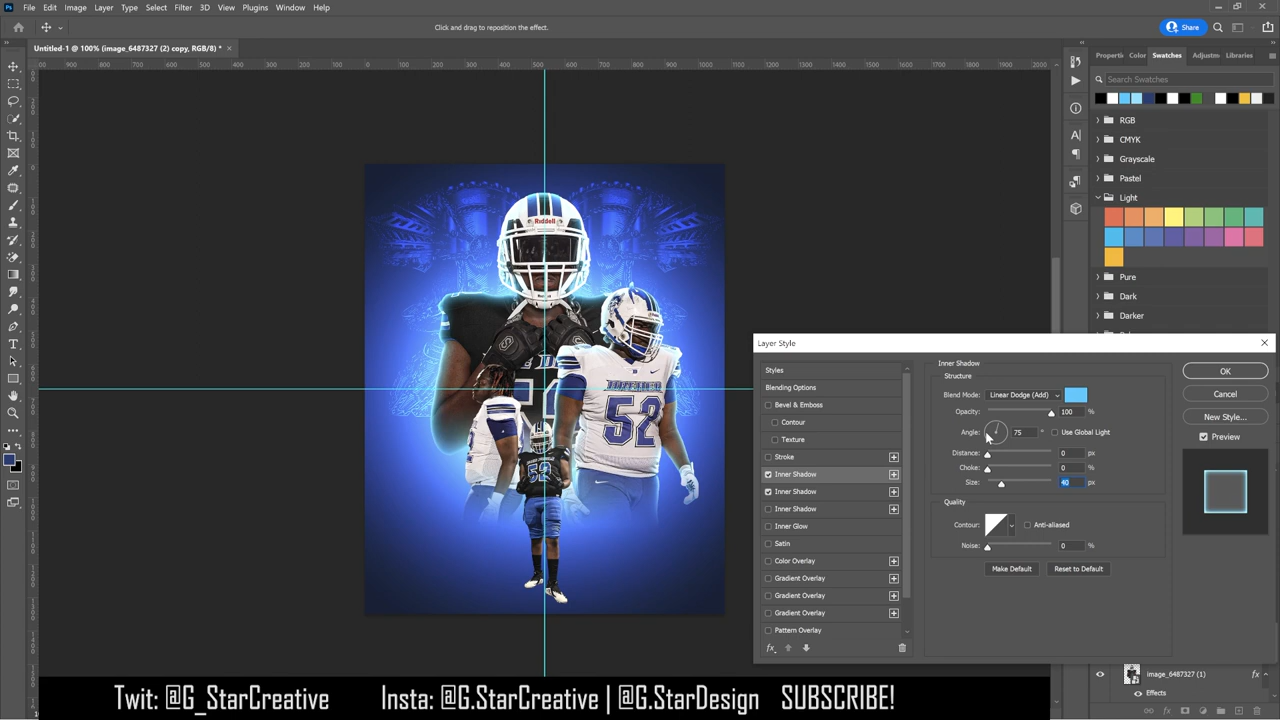 File Edit Image Layer Type Select Filter 3D View Plugins Window Help
Click and drag to reposition the effect.
Share
Untitled-1 @ 100% (image_6487327 (2) copy, RGB/8) *
Properti Color Swatches Adjustm Libraries
Search Swatches
RGB
CMYK
Grayscale
Pastel
Light
Pure
Dark
Darker
Riddell
52
52
Layer Style
Styles
Blending Options
Bevel & Emboss
Contour
Texture
Stroke
Inner Shadow
Inner Shadow
Inner Shadow
Inner Glow
Satin
Color Overlay
Gradient Overlay
Gradient Overlay
Gradient Overlay
Pattern Overlay
fx
Inner Shadow
Structure
Blend Mode: Linear Dodge (Add)
Opacity: 100 %
Angle: 75 ° Use Global Light
Distance: 0 px
Choke: 0 %
Size: 40 px
Quality
Contour: Anti-aliased
Noise: 0 %
Make Default Reset to Default
OK
Cancel
New Style...
Preview
image_6487327 (1) fx
Effects
Twit: @G_StarCreative Insta: @G.StarCreative | @G.StarDesign SUBSCRIBE!